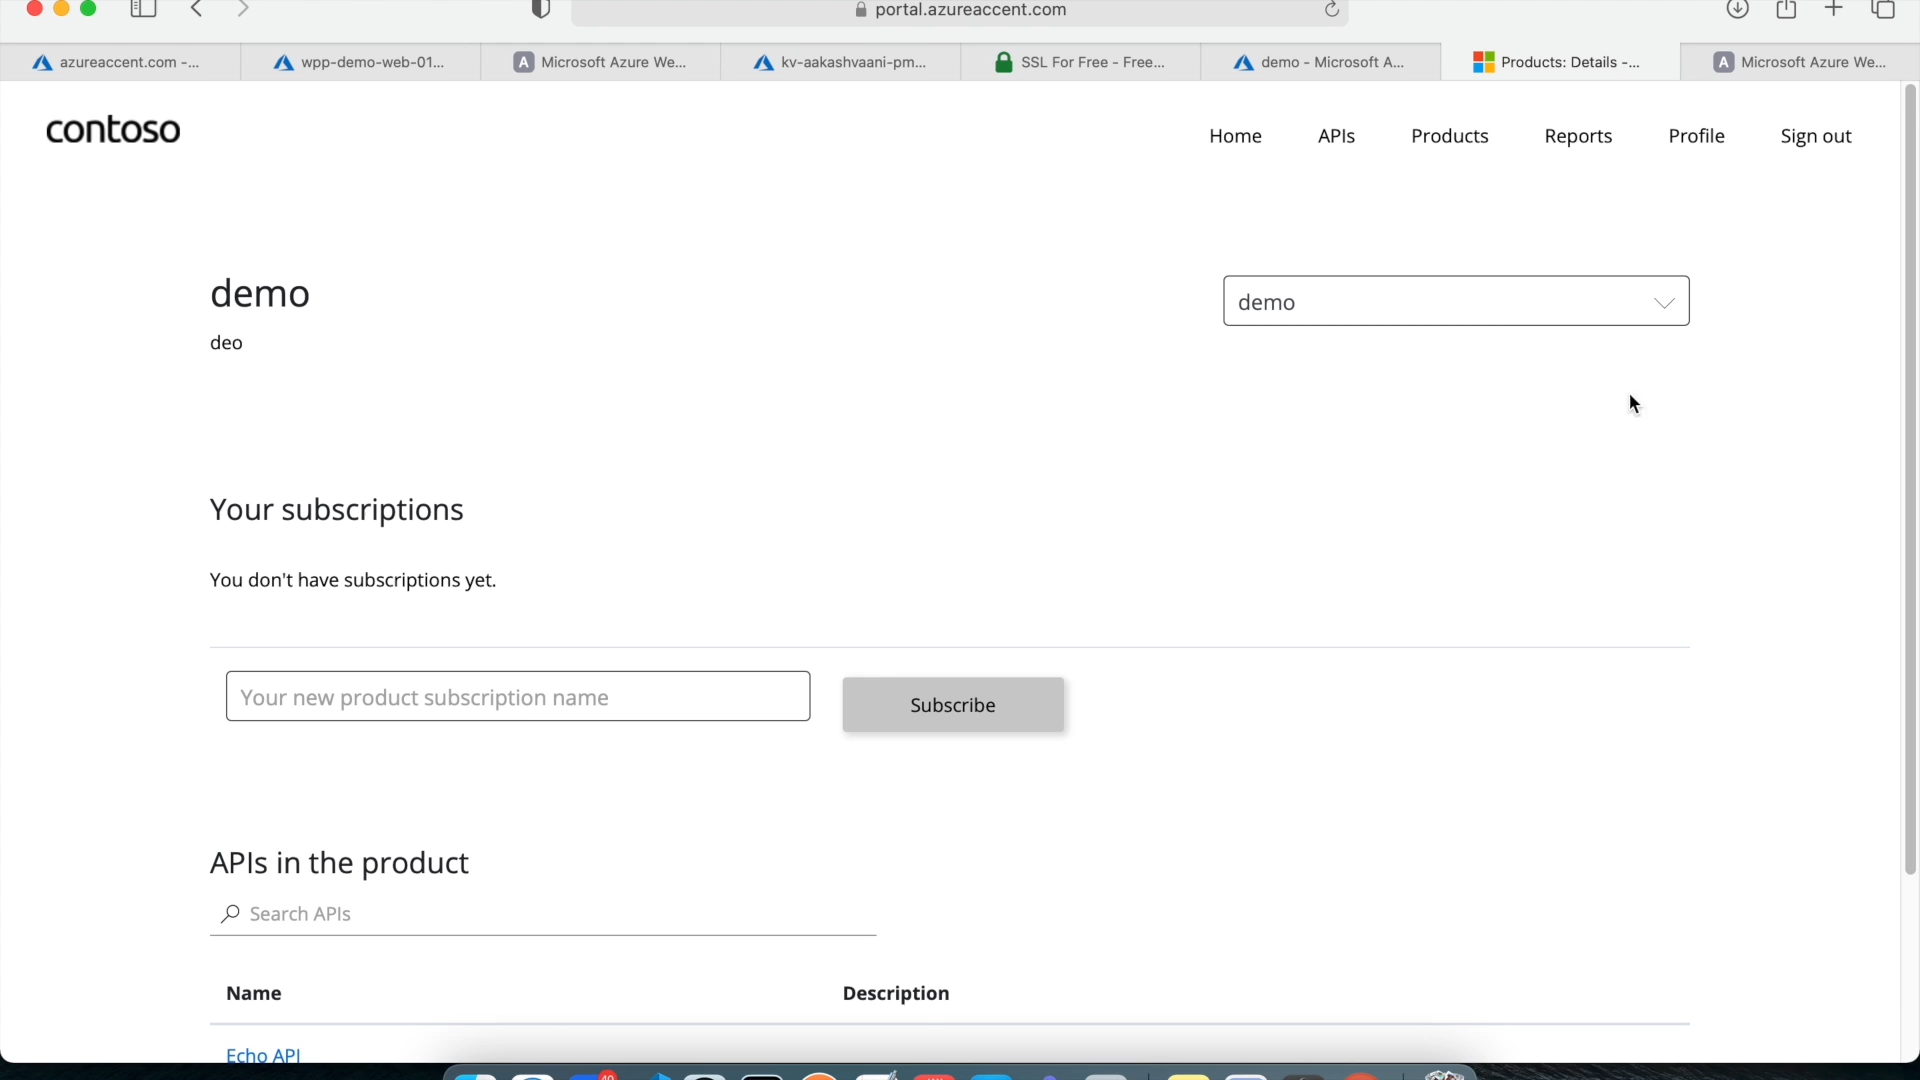 portal.azureaccent.com
azureaccent.com -...
wpp-demo-web-01...
A Microsoft Azure We...
kv-aakashvaani-pm...
SSL For Free - Free...
demo - Microsoft A...
Products: Details -...
A Microsoft Azure We...
contoso
Home
APIs
Products
Reports
Profile
Sign out
demo
demo
deo
Your subscriptions
You don't have subscriptions yet.
Your new product subscription name
Subscribe
APIs in the product
Search APIs
Name
Description
Echo API